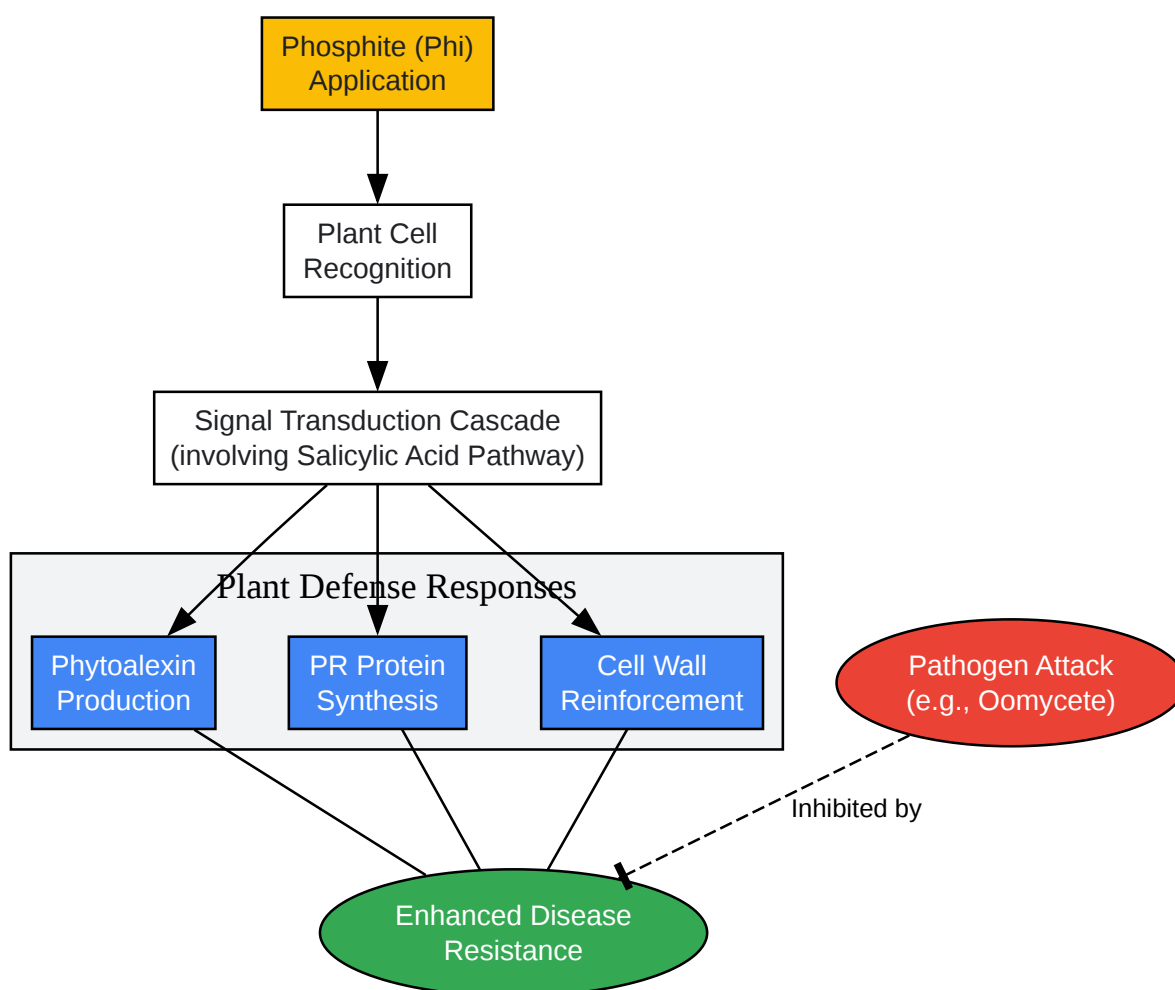 Phosphite (Phi)
Application
Plant Cell
Recognition
Signal Transduction Cascade
(involving Salicylic Acid Pathway)
Plant Defense Responses
Phytoalexin
Production
PR Protein
Synthesis
Cell Wall
Reinforcement
Pathogen Attack
(e.g., Oomycete)
Inhibited by
Enhanced Disease
Resistance